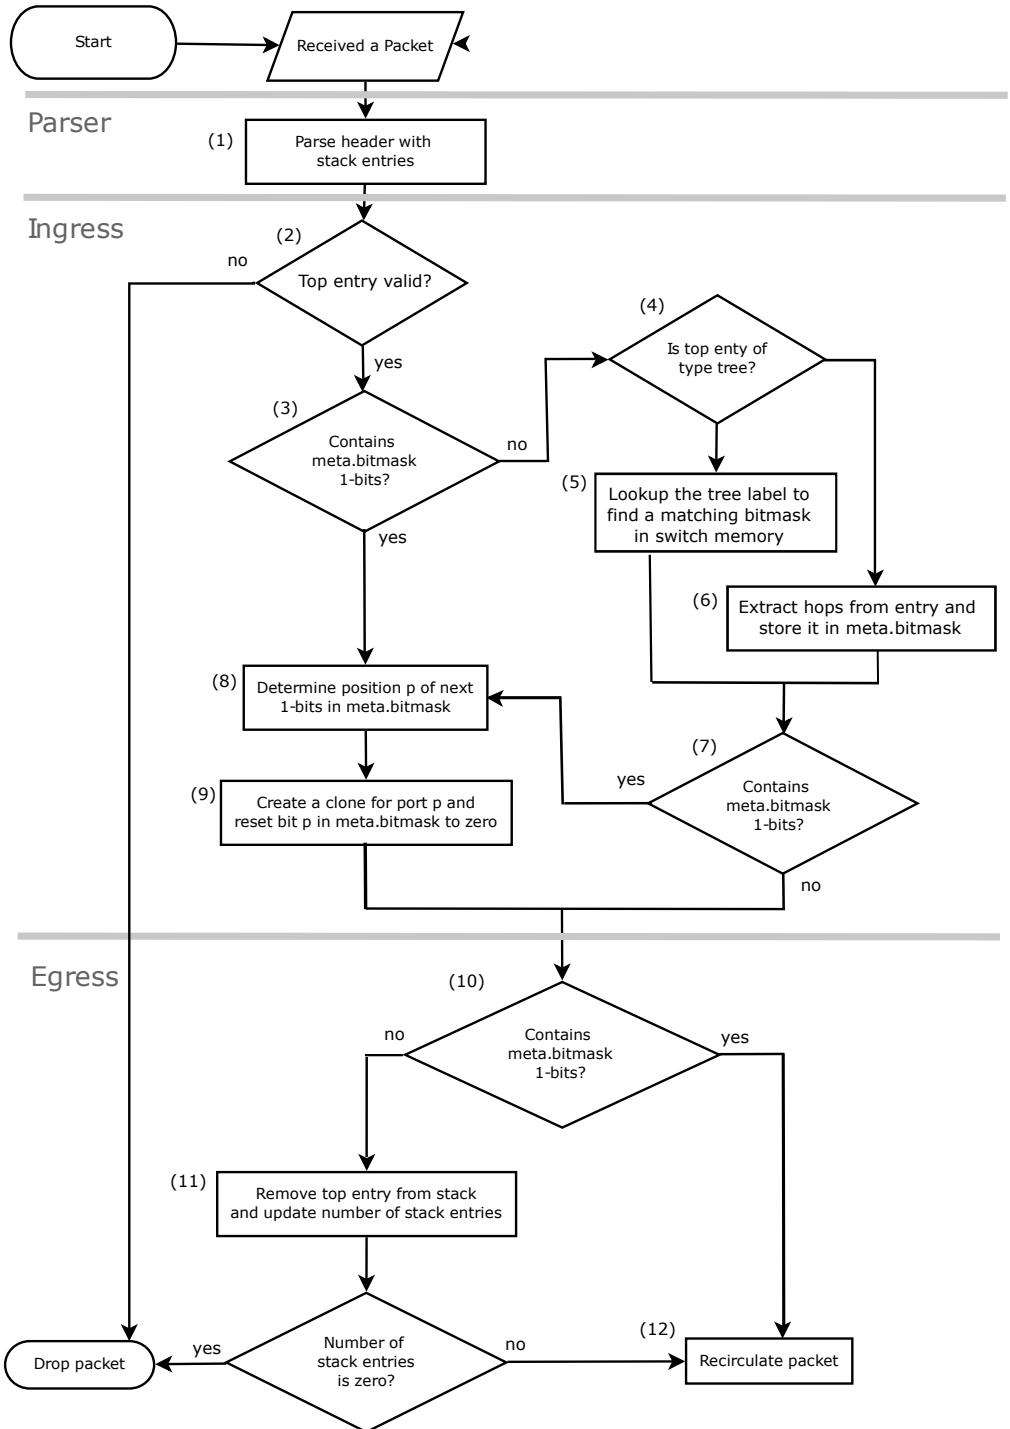 Start
Received a Packet
Parser
(1)
Parse header with
stack entries
Ingress
(2)
no
Top entry valid?
yes
(3)
Contains
meta.bitmask
1-bits?
no
yes
(4)
Is top enty of
type tree?
(5)
Lookup the tree label to
find a matching bitmask
in switch memory
(6)
Extract hops from entry and
store it in meta.bitmask
(7)
yes
Contains
meta.bitmask
1-bits?
no
(8)
Determine position p of next
1-bits in meta.bitmask
(9)
Create a clone for port p and
reset bit p in meta.bitmask to zero
Egress
(10)
no
Contains
meta.bitmask
1-bits?
yes
(11)
Remove top entry from stack
and update number of stack entries
Drop packet
yes
Number of
stack entries
is zero?
no
(12)
Recirculate packet